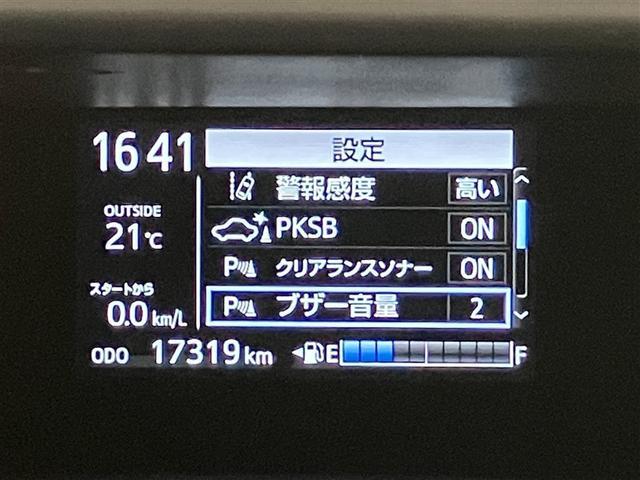 16 41
設定
警報感度 高い
OUTSIDE
21℃
PKSB ON
P クリアランスソナー ON
スタートから
0.0 km/L
P ブザー音量 2
ODO 17319 km
E F